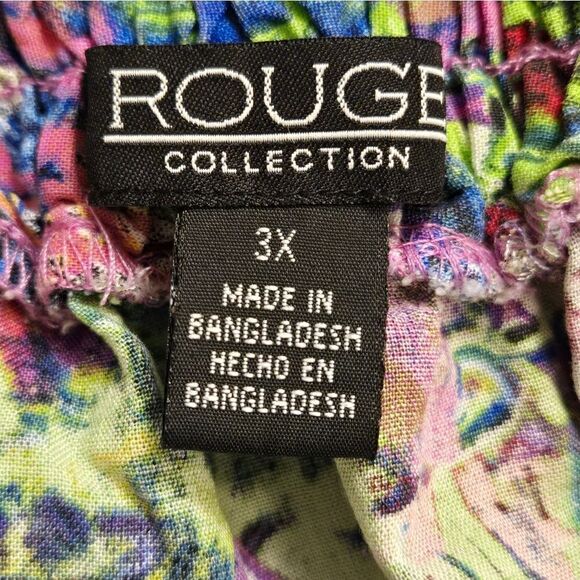 ROUGE
COLLECTION
3X
MADE IN
BANGLADESH
HECHO EN
BANGLADESH